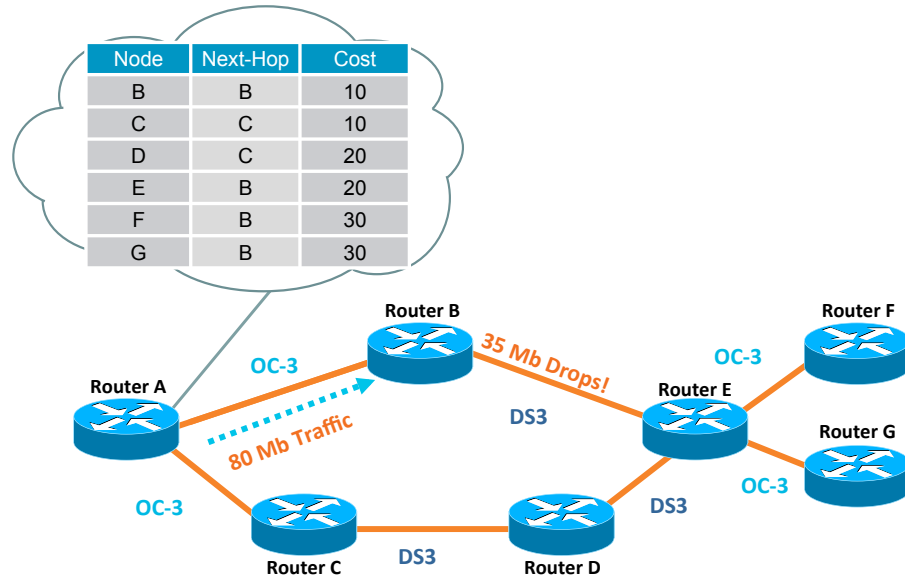 Node Next-Hop Cost
B B 10
C C 10
D C 20
E B 20
F B 30
G B 30
Router B
Router F
35 Mb Drops!
OC-3
OC-3
Router A
Router E
DS3
80 Mb Traffic
Router G
OC-3
OC-3
DS3
DS3
Router C
Router D